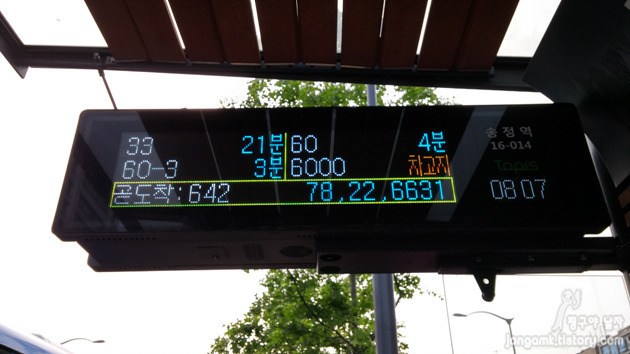 33 21분 60 4분
60-3 3분 6000 차고지
곧도착:642 78,22,6631
송정역
16-014
Topis
08 07
jongamk.tistory.com